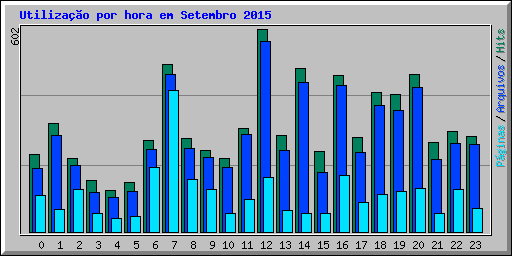 Utilização por hora em Setembro 2015
602
Páginas / Arquivos / Hits
0 1 2 3 4 5 6 7 8 9 10 11 12 13 14 15 16 17 18 19 20 21 22 23